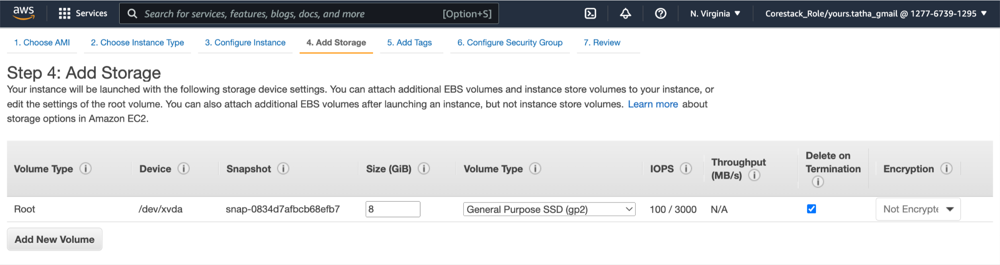 aws Services Search for services, features, blogs, docs, and more [Option+S] N. Virginia Corestack_Role/yours.tatha_gmail @ 1277-6739-1295
1. Choose AMI 2. Choose Instance Type 3. Configure Instance 4. Add Storage 5. Add Tags 6. Configure Security Group 7. Review
Step 4: Add Storage
Your instance will be launched with the following storage device settings. You can attach additional EBS volumes and instance store volumes to your instance, or
edit the settings of the root volume. You can also attach additional EBS volumes after launching an instance, but not instance store volumes. Learn more about
storage options in Amazon EC2.
Volume Type Device Snapshot Size (GiB) Volume Type IOPS Throughput (MB/s) Delete on Termination Encryption
Root /dev/xvda snap-0834d7afbcb68efb7 8 General Purpose SSD (gp2) 100 / 3000 N/A Not Encrypte
Add New Volume